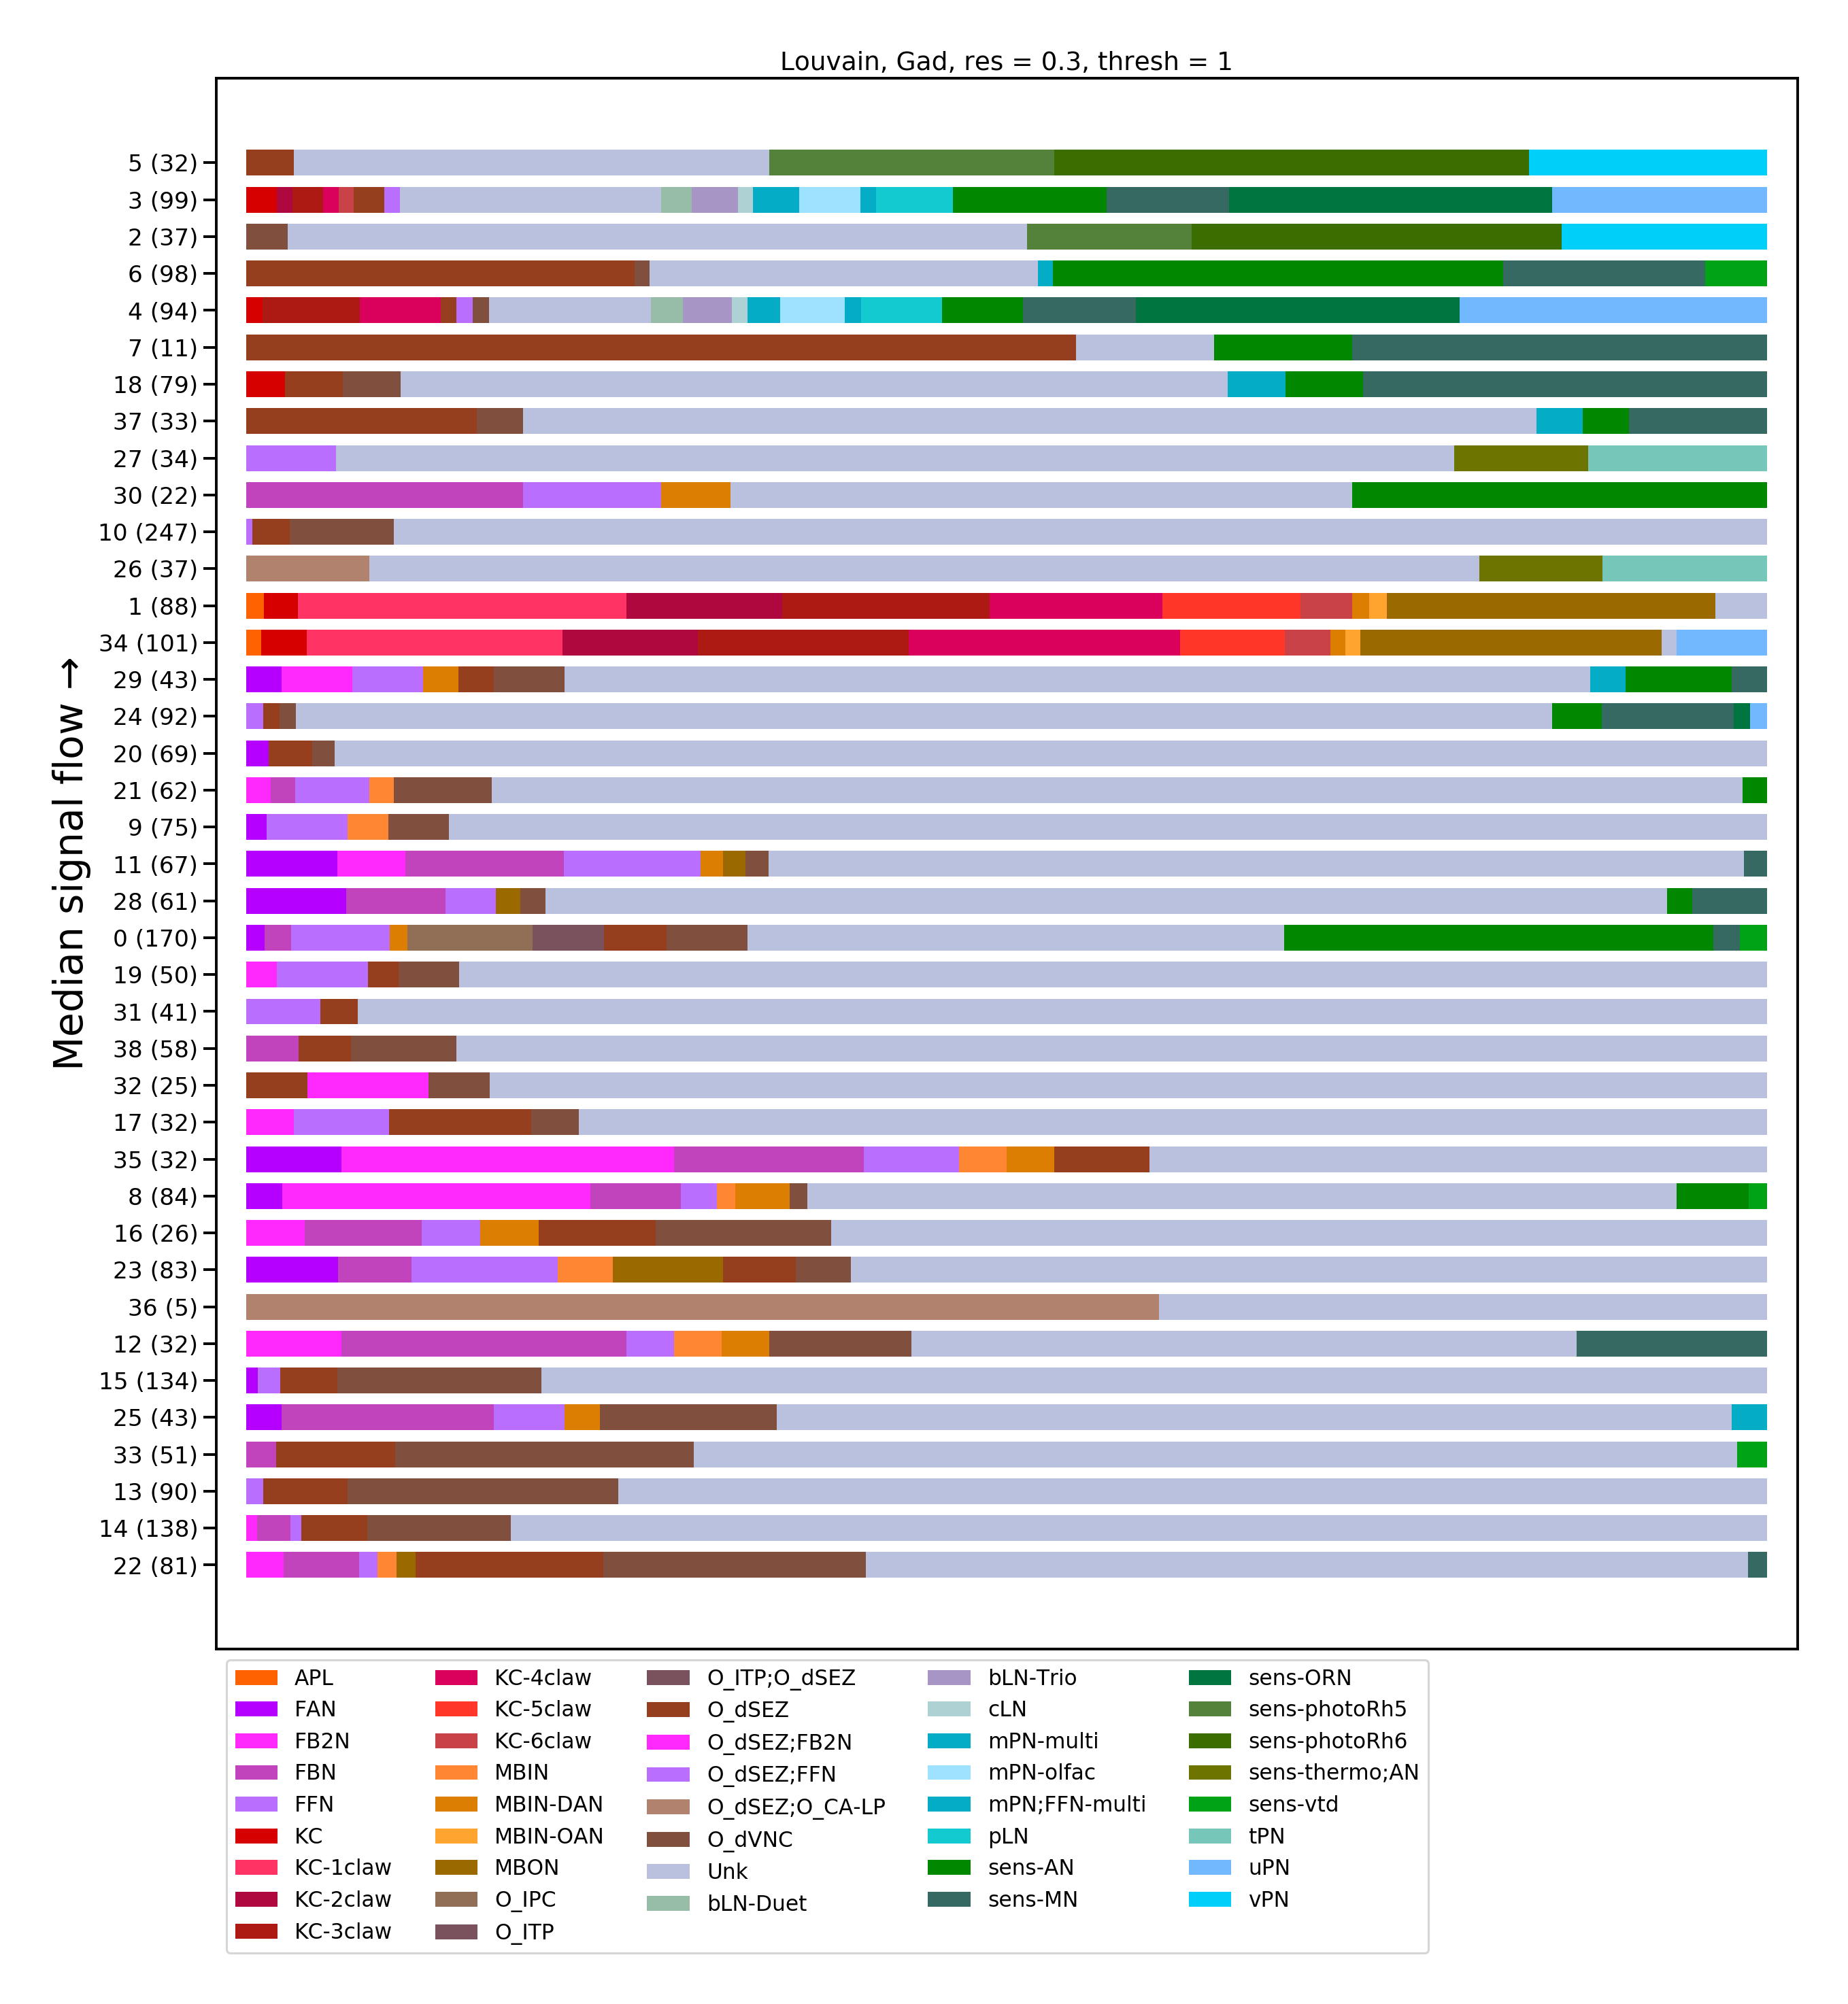 Louvain, Gad, res = 0.3, thresh = 1
Median signal flow →
5 (32)
3 (99)
2 (37)
6 (98)
4 (94)
7 (11)
18 (79)
37 (33)
27 (34)
30 (22)
10 (247)
26 (37)
1 (88)
34 (101)
29 (43)
24 (92)
20 (69)
21 (62)
9 (75)
11 (67)
28 (61)
0 (170)
19 (50)
31 (41)
38 (58)
32 (25)
17 (32)
35 (32)
8 (84)
16 (26)
23 (83)
36 (5)
12 (32)
15 (134)
25 (43)
33 (51)
13 (90)
14 (138)
22 (81)
APL
FAN
FB2N
FBN
FFN
KC
KC-1claw
KC-2claw
KC-3claw
KC-4claw
KC-5claw
KC-6claw
MBIN
MBIN-DAN
MBIN-OAN
MBON
O_IPC
O_ITP
O_ITP;O_dSEZ
O_dSEZ
O_dSEZ;FB2N
O_dSEZ;FFN
O_dSEZ;O_CA-LP
O_dVNC
Unk
bLN-Duet
bLN-Trio
cLN
mPN-multi
mPN-olfac
mPN;FFN-multi
pLN
sens-AN
sens-MN
sens-ORN
sens-photoRh5
sens-photoRh6
sens-thermo;AN
sens-vtd
tPN
uPN
vPN